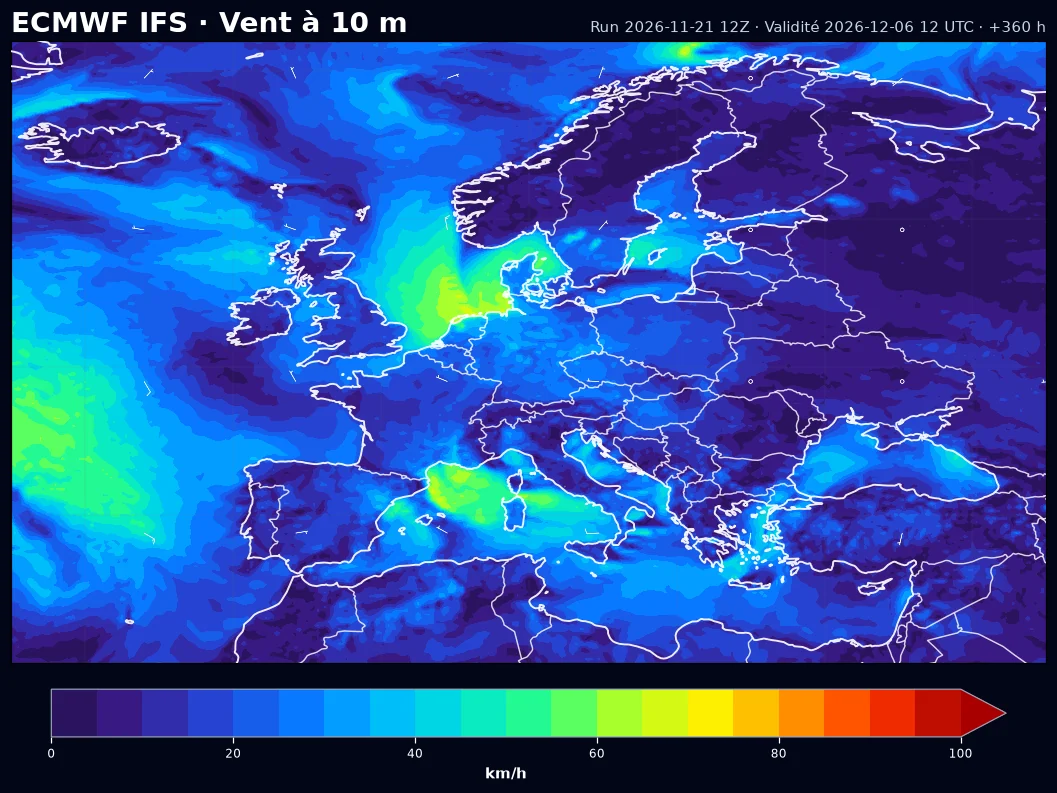 ECMWF IFS · Vent à 10 m
Run 2026-11-21 12Z · Validité 2026-12-06 12 UTC · +360 h
0 20 40 60 80 100
km/h